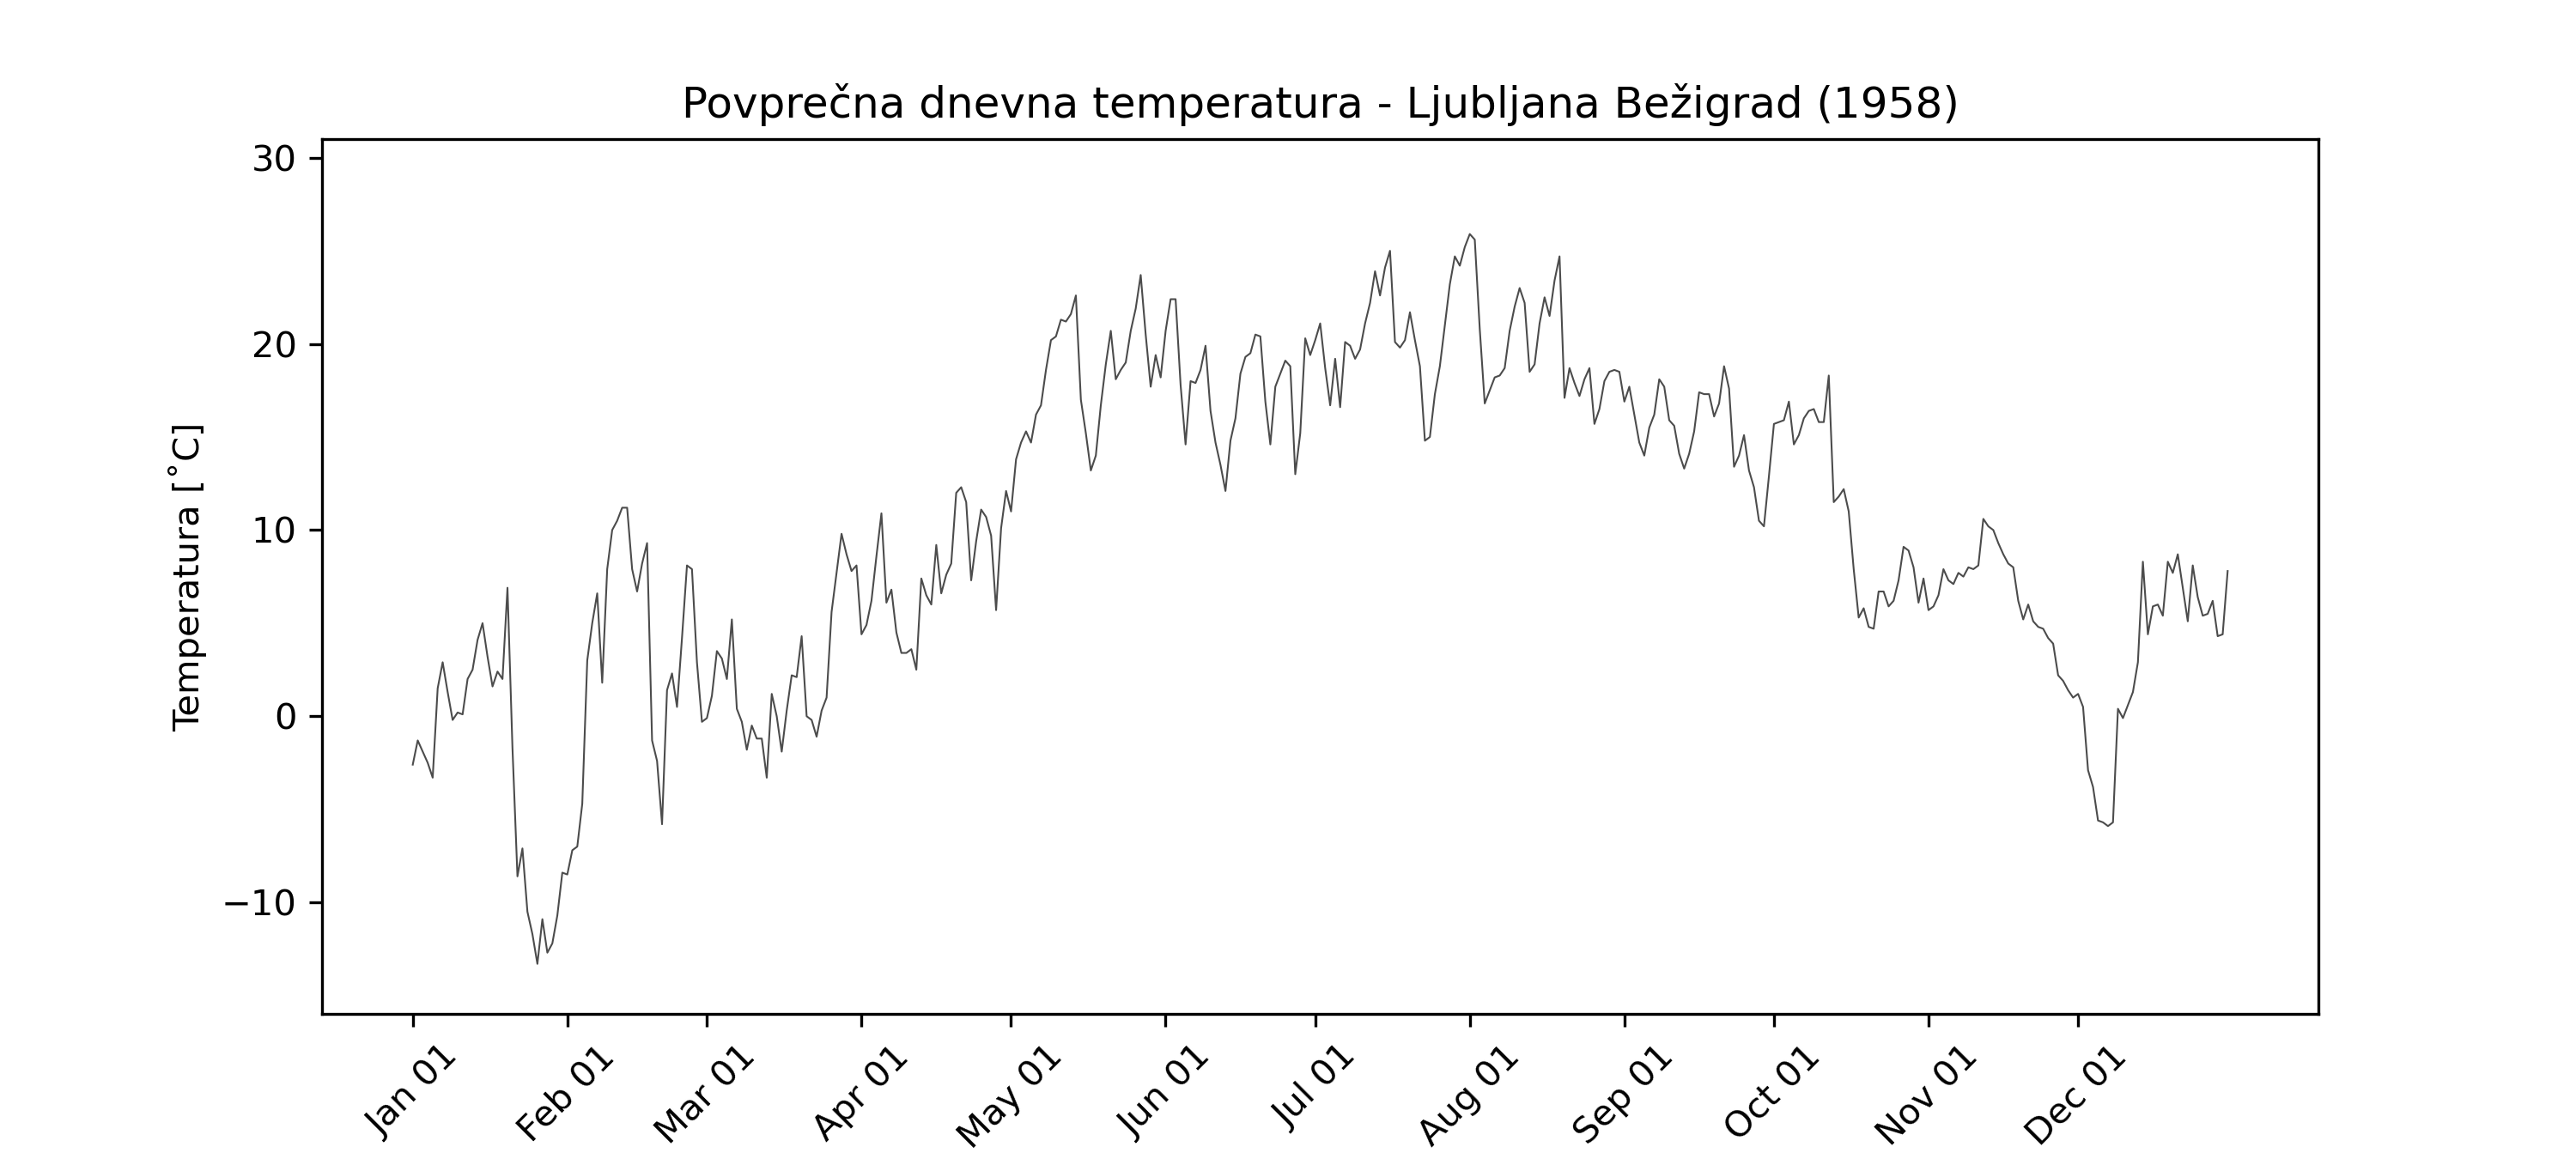 Povprečna dnevna temperatura - Ljubljana Bežigrad (1958)
Temperatura [˚C]
30
20
10
0
−10
Jan 01
Feb 01
Mar 01
Apr 01
May 01
Jun 01
Jul 01
Aug 01
Sep 01
Oct 01
Nov 01
Dec 01